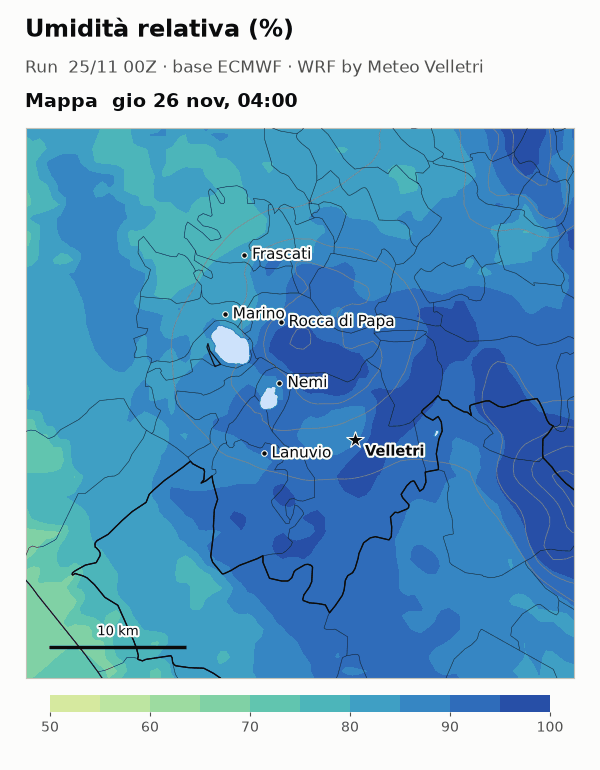 Umidità relativa (%)
Run  25/11 00Z · base ECMWF · WRF by Meteo Velletri
Mappa  gio 26 nov, 04:00
Frascati
Marino
Rocca di Papa
Nemi
Velletri
Lanuvio
10 km
50 60 70 80 90 100